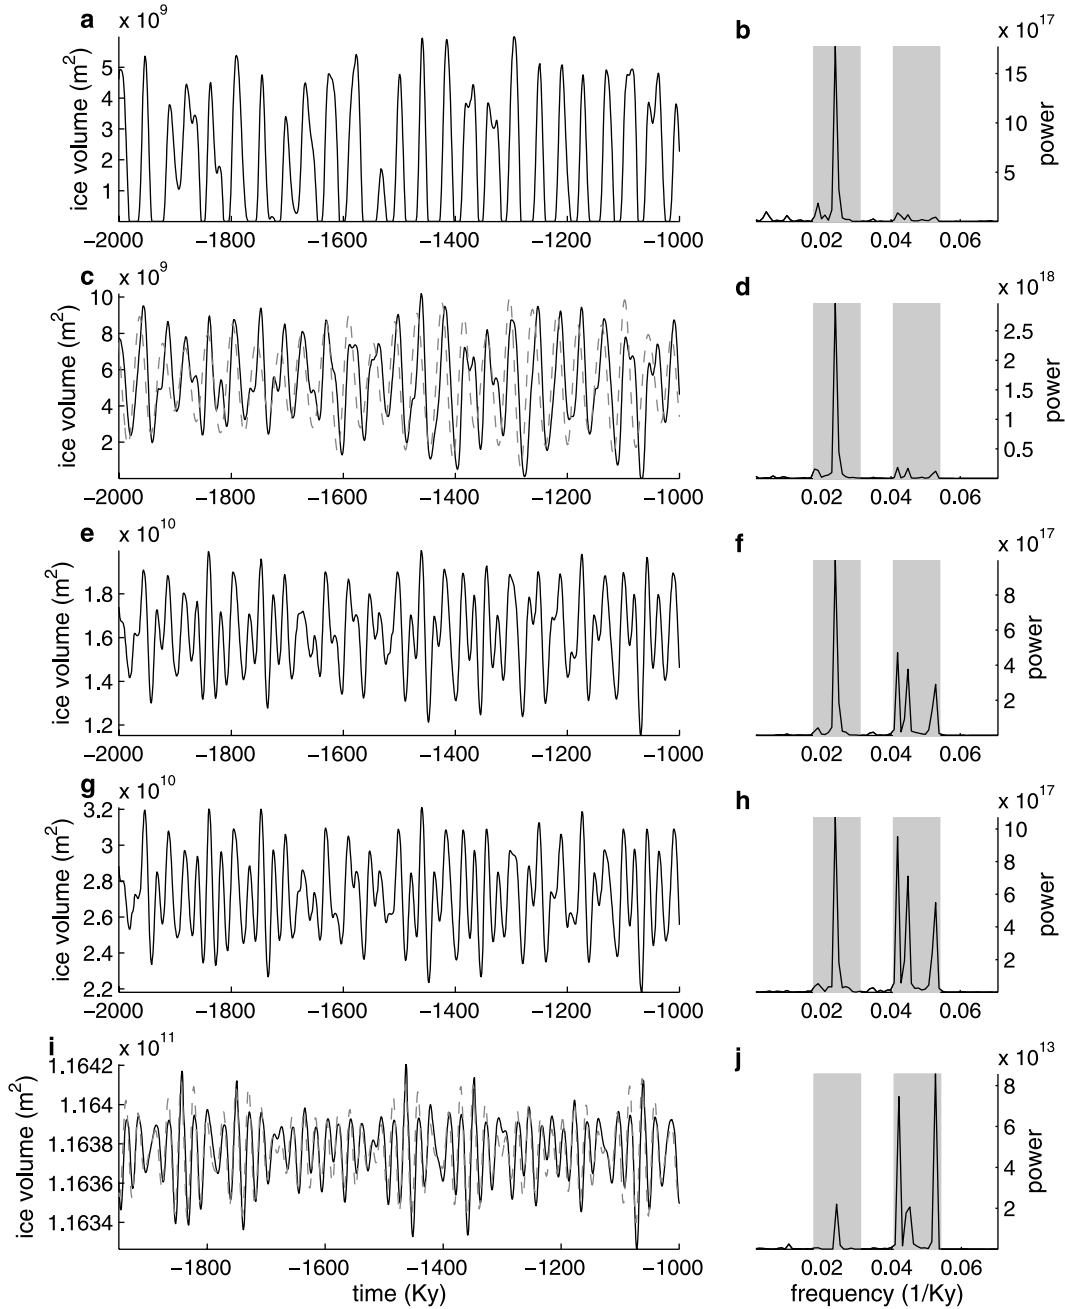 a
x 10^9
5
4
3
2
1
ice volume (m^2)
−2000 −1800 −1600 −1400 −1200 −1000
b
x 10^17
15
10
5
power
0.02 0.04 0.06
c
x 10^9
10
8
6
4
2
ice volume (m^2)
−2000 −1800 −1600 −1400 −1200 −1000
d
x 10^18
2.5
2
1.5
1
0.5
power
0.02 0.04 0.06
e
x 10^10
1.8
1.6
1.4
1.2
ice volume (m^2)
−2000 −1800 −1600 −1400 −1200 −1000
f
x 10^17
8
6
4
2
power
0.02 0.04 0.06
g
x 10^10
3.2
3
2.8
2.6
2.4
2.2
ice volume (m^2)
−2000 −1800 −1600 −1400 −1200 −1000
h
x 10^17
10
8
6
4
2
power
0.02 0.04 0.06
i
x 10^11
1.1642
1.164
1.1638
1.1636
1.1634
ice volume (m^2)
−1800 −1600 −1400 −1200 −1000
time (Ky)
j
x 10^13
8
6
4
2
power
0.02 0.04 0.06
frequency (1/Ky)